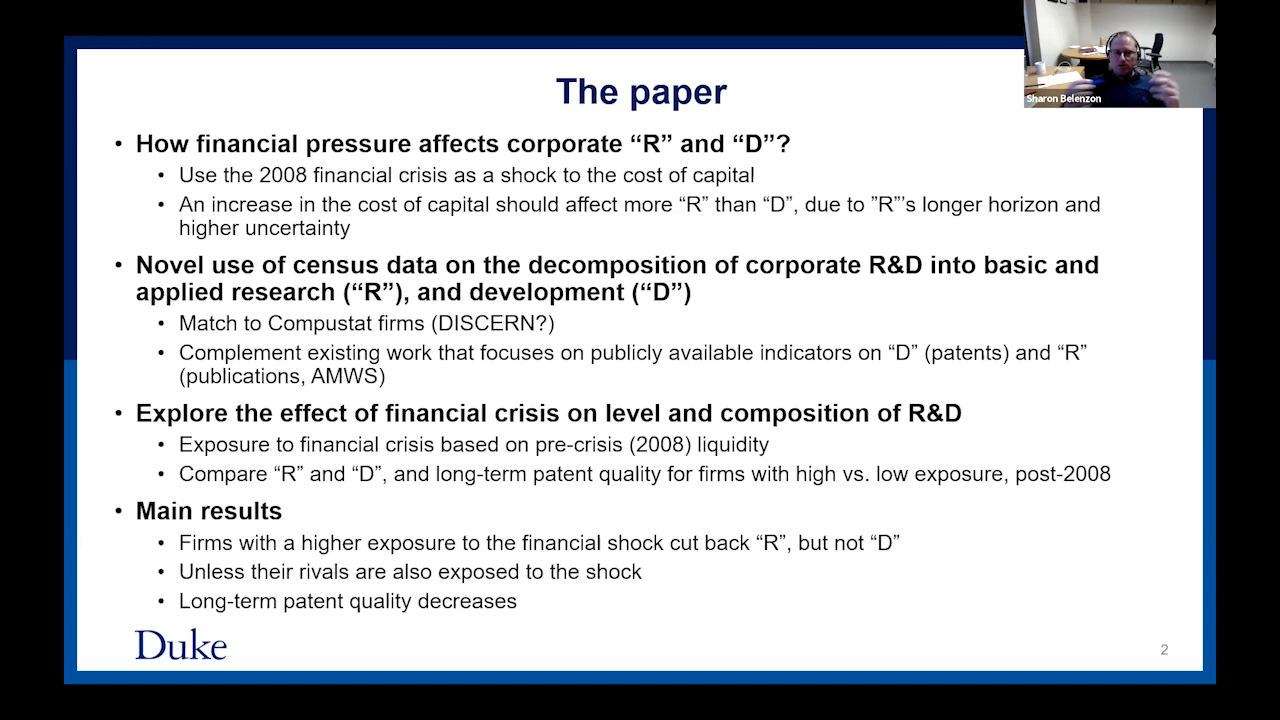 The paper
Sharon Belenzon
• How financial pressure affects corporate “R” and “D”?
• Use the 2008 financial crisis as a shock to the cost of capital
• An increase in the cost of capital should affect more “R” than “D”, due to ”R”’s longer horizon and
higher uncertainty
• Novel use of census data on the decomposition of corporate R&D into basic and
applied research (“R”), and development (“D”)
• Match to Compustat firms (DISCERN?)
• Complement existing work that focuses on publicly available indicators on “D” (patents) and “R”
(publications, AMWS)
• Explore the effect of financial crisis on level and composition of R&D
• Exposure to financial crisis based on pre-crisis (2008) liquidity
• Compare “R” and “D”, and long-term patent quality for firms with high vs. low exposure, post-2008
• Main results
• Firms with a higher exposure to the financial shock cut back “R”, but not “D”
• Unless their rivals are also exposed to the shock
• Long-term patent quality decreases
Duke
2